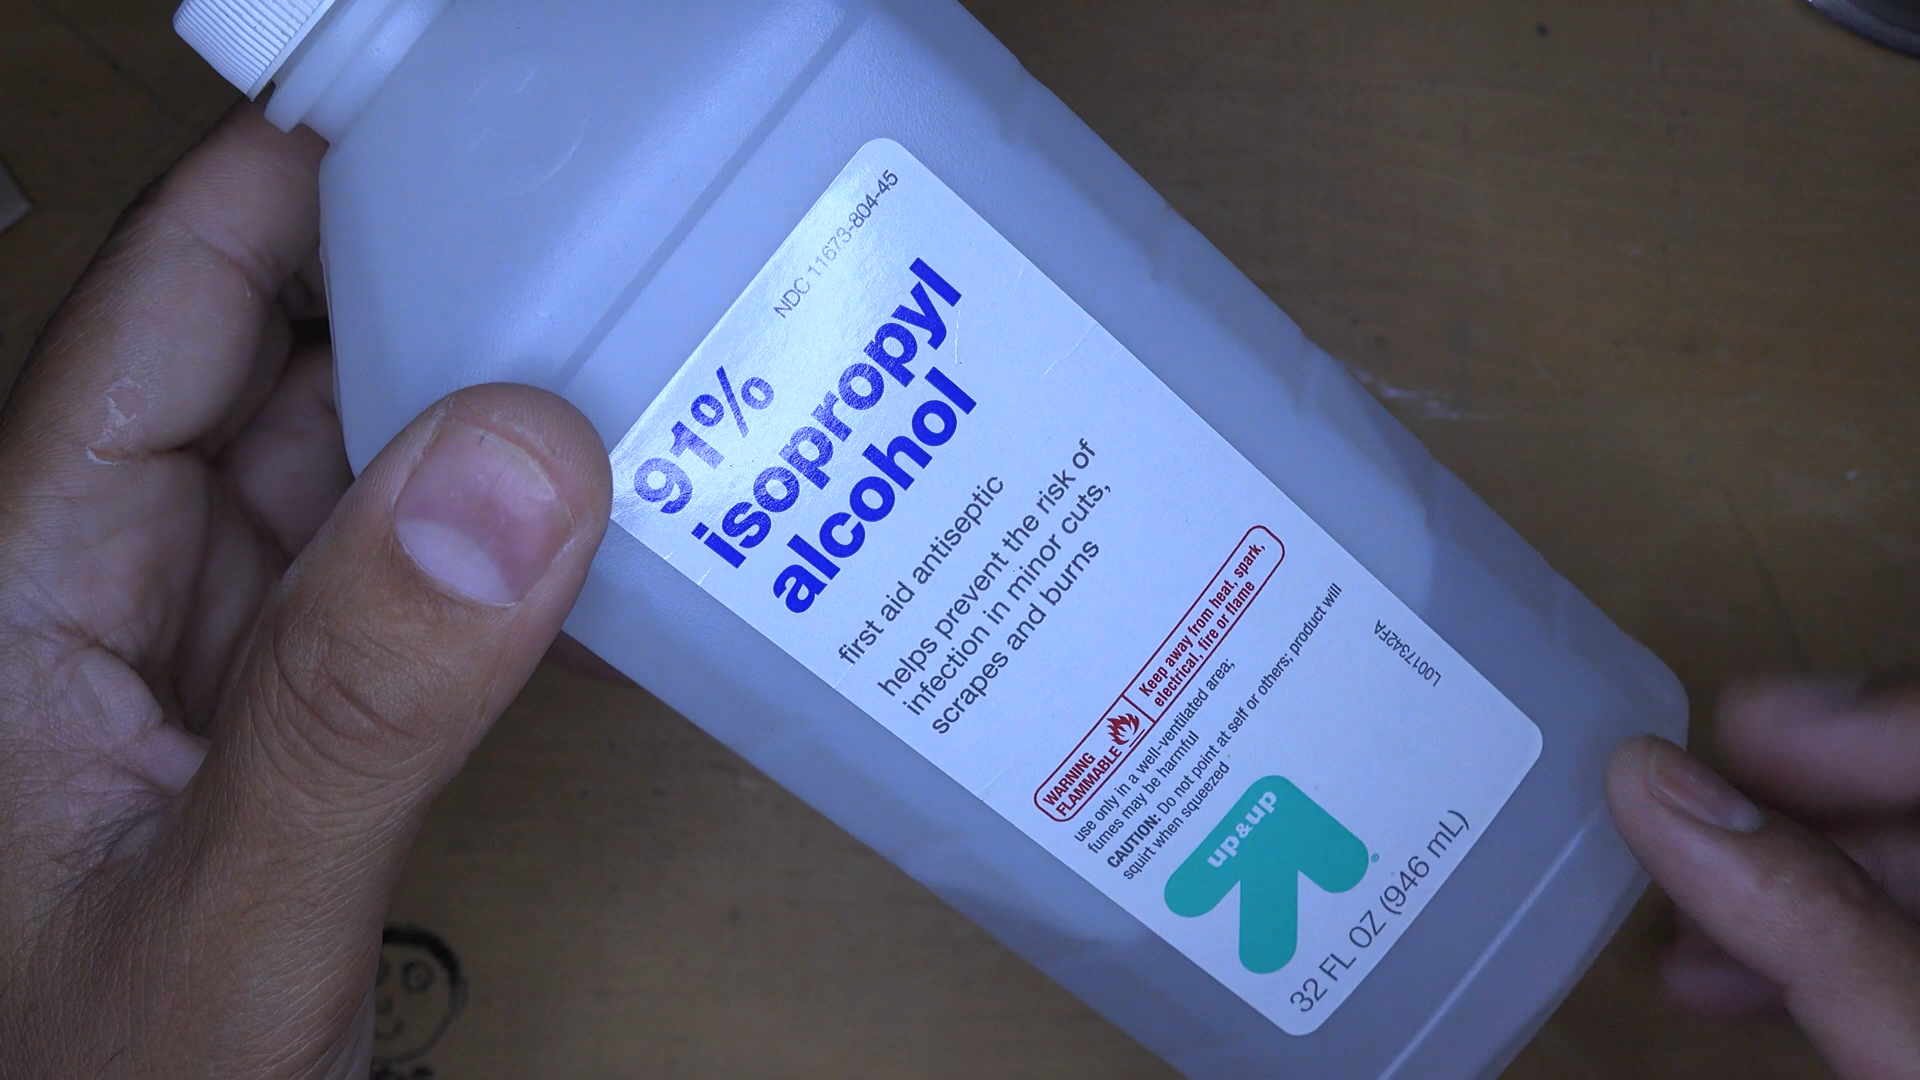 NDC 11673-804-45
91%
isopropyl
alcohol
first aid antiseptic
helps prevent the risk of
infection in minor cuts,
scrapes and burns
WARNING
FLAMMABLE
Keep away from heat, spark,
electrical, fire or flame
use only in a well-ventilated area;
fumes may be harmful
CAUTION: Do not point at self or others; product will
squirt when squeezed
L0017342FA
up&up®
32 FL OZ (946 mL)